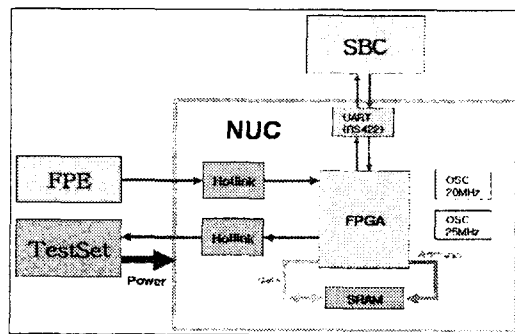 SBC
NUC
UART
(RS422)
FPE
Hotlink
OSC
20MHz
FPGA
TestSet
Hotlink
OSC
25MHz
Power
SRAM